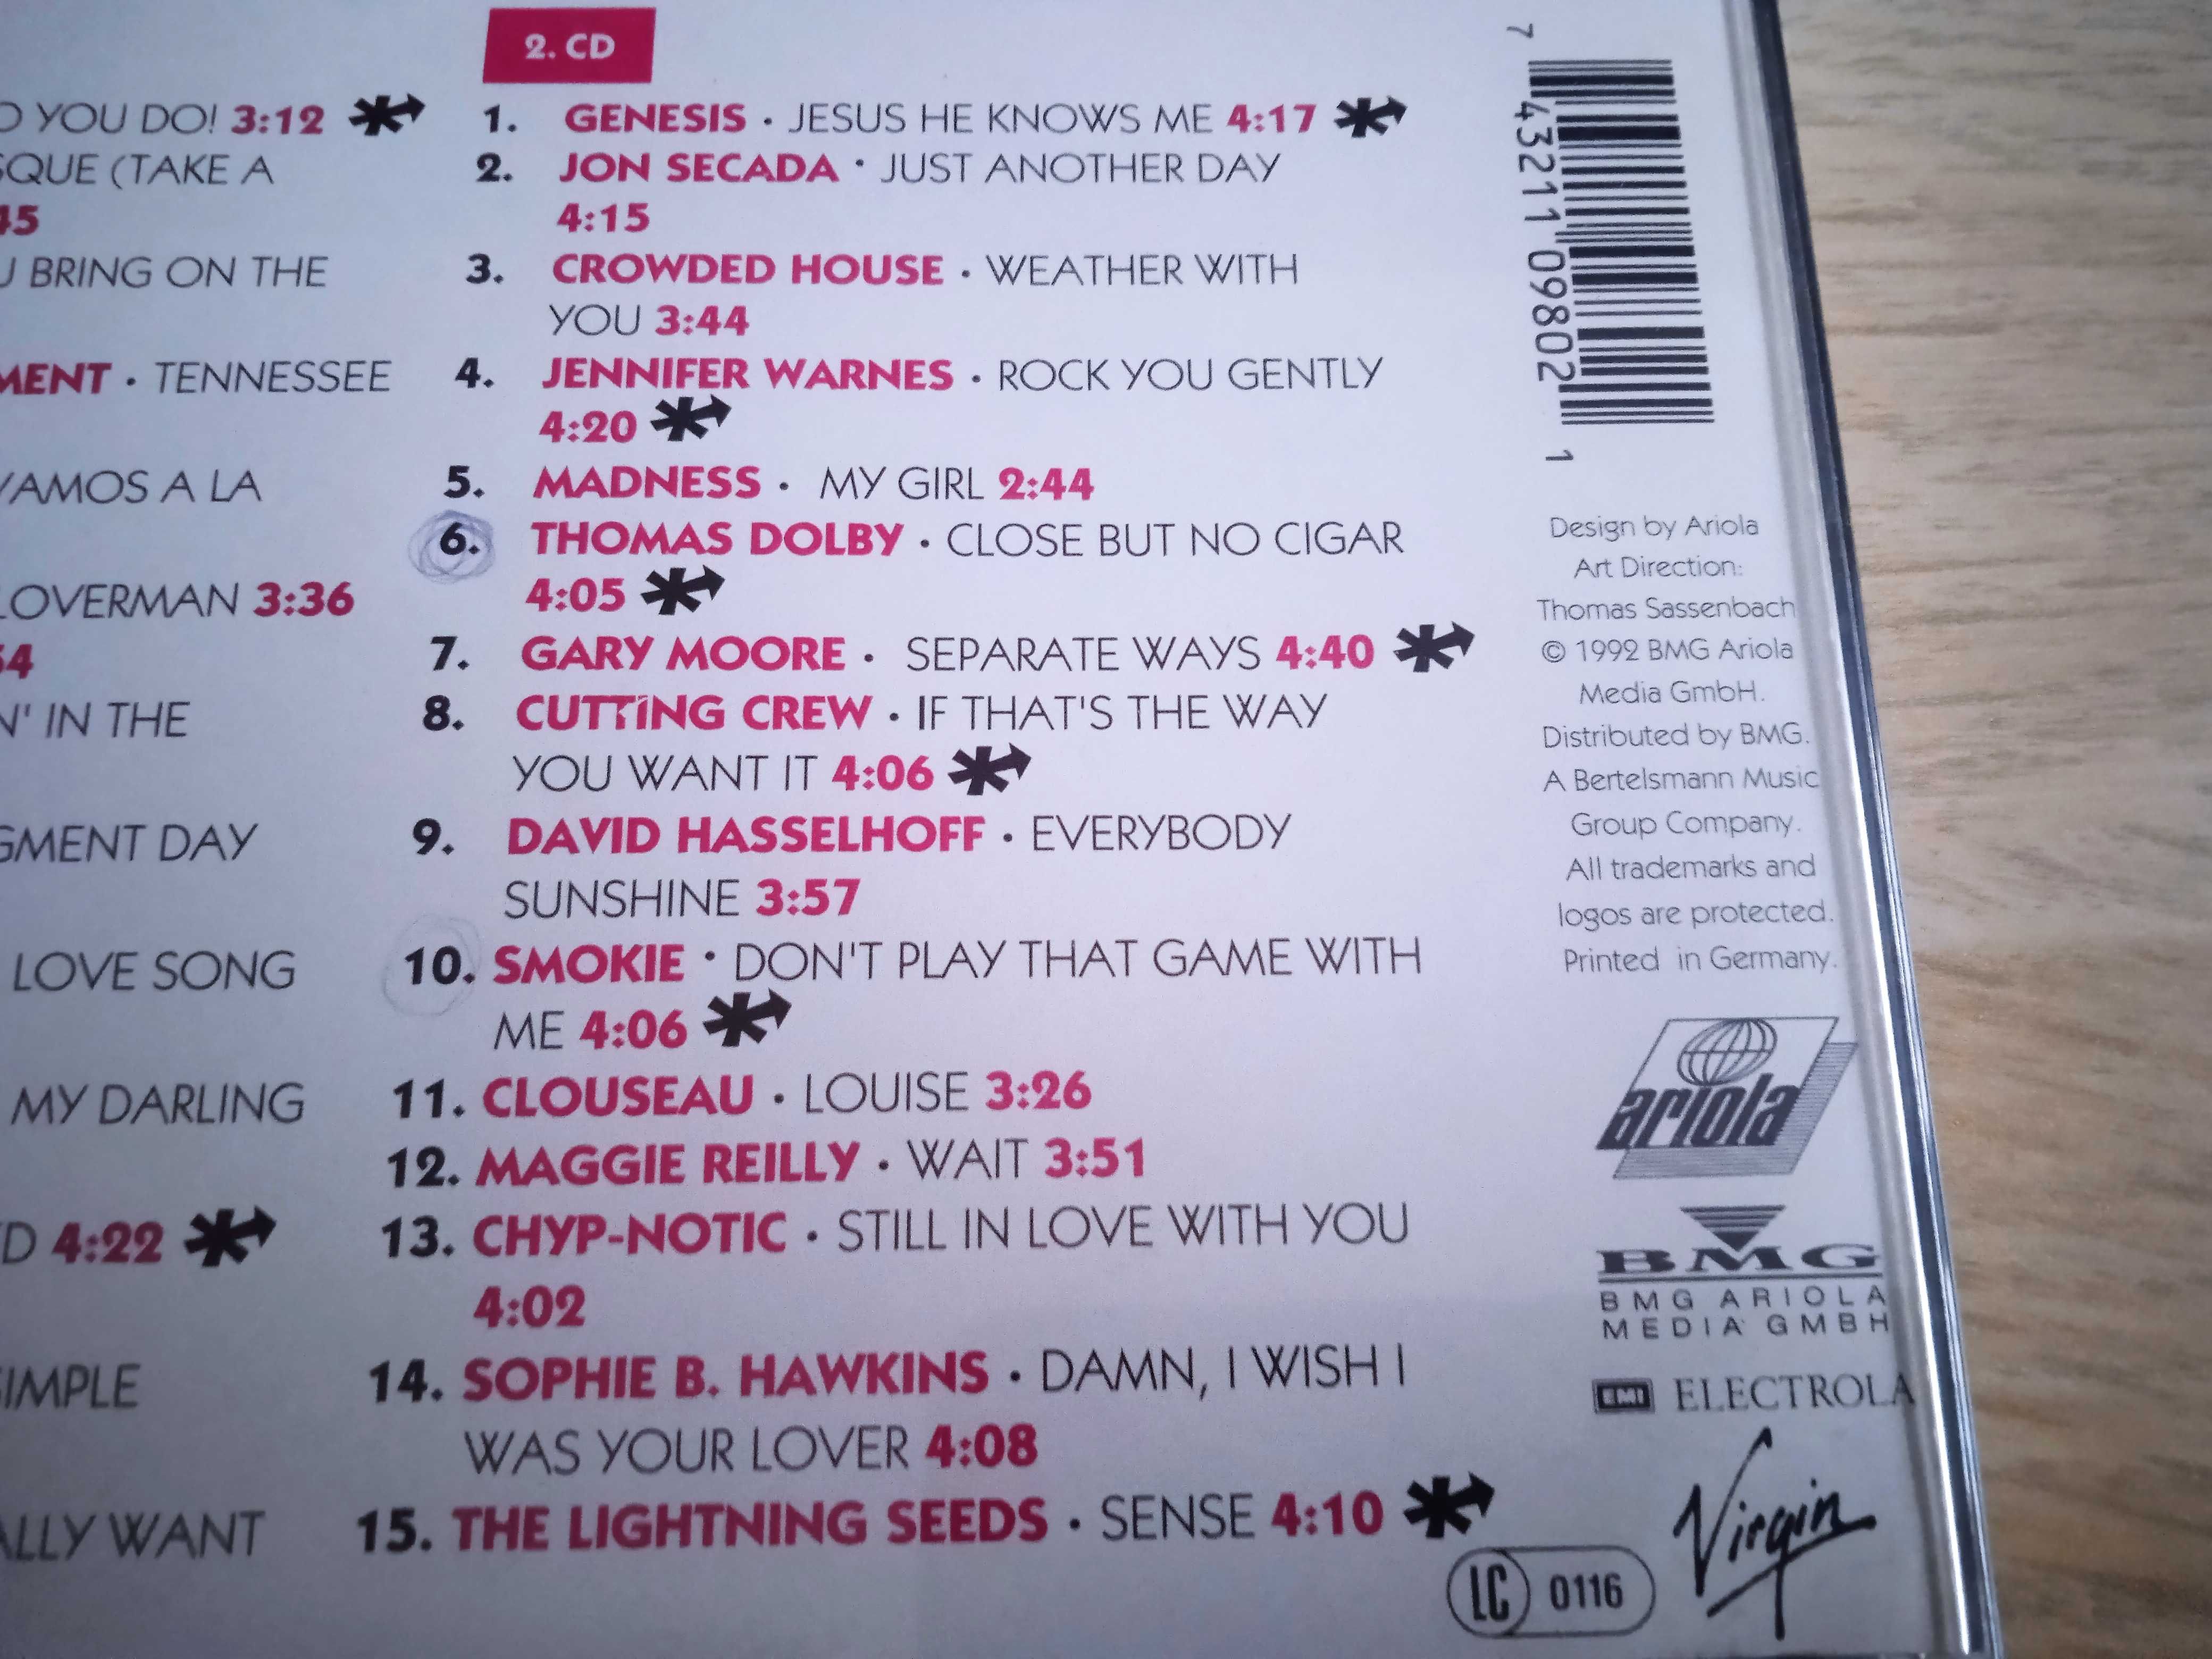 2. CD
YOU DO! 3:12
(TAKE A
BRING ON THE
TENNESSEE
A LA
LOVERMAN 3:36
IN THE
DAY
LOVE SONG
MY DARLING
4:22
WANT
1. GENESIS · JESUS HE KNOWS ME 4:17
2. JON SECADA · JUST ANOTHER DAY
4:15
3. CROWDED HOUSE · WEATHER WITH
YOU 3:44
4. JENNIFER WARNES · ROCK YOU GENTLY
4:20
5. MADNESS · MY GIRL 2:44
6. THOMAS DOLBY · CLOSE BUT NO CIGAR
4:05
7. GARY MOORE · SEPARATE WAYS 4:40
8. CUTTING CREW · IF THAT'S THE WAY
YOU WANT IT 4:06
9. DAVID HASSELHOFF · EVERYBODY
SUNSHINE 3:57
10. SMOKIE · DON'T PLAY THAT GAME WITH
ME 4:06
11. CLOUSEAU · LOUISE 3:26
12. MAGGIE REILLY · WAIT 3:51
13. CHYP-NOTIC · STILL IN LOVE WITH YOU
4:02
14. SOPHIE B. HAWKINS · DAMN, I WISH I
WAS YOUR LOVER 4:08
15. THE LIGHTNING SEEDS · SENSE 4:10
7 43211 09802 1
Design by Ariola
Art Direction:
Thomas Sassenbach
© 1992 BMG Ariola
Media GmbH.
Distributed by BMG.
A Bertelsmann Music
Group Company.
All trademarks and
logos are protected.
Printed in Germany.
ariola
BMG
BMG ARIOLA
MEDIA GMBH
EMI ELECTROLA
Virgin
LC 0116